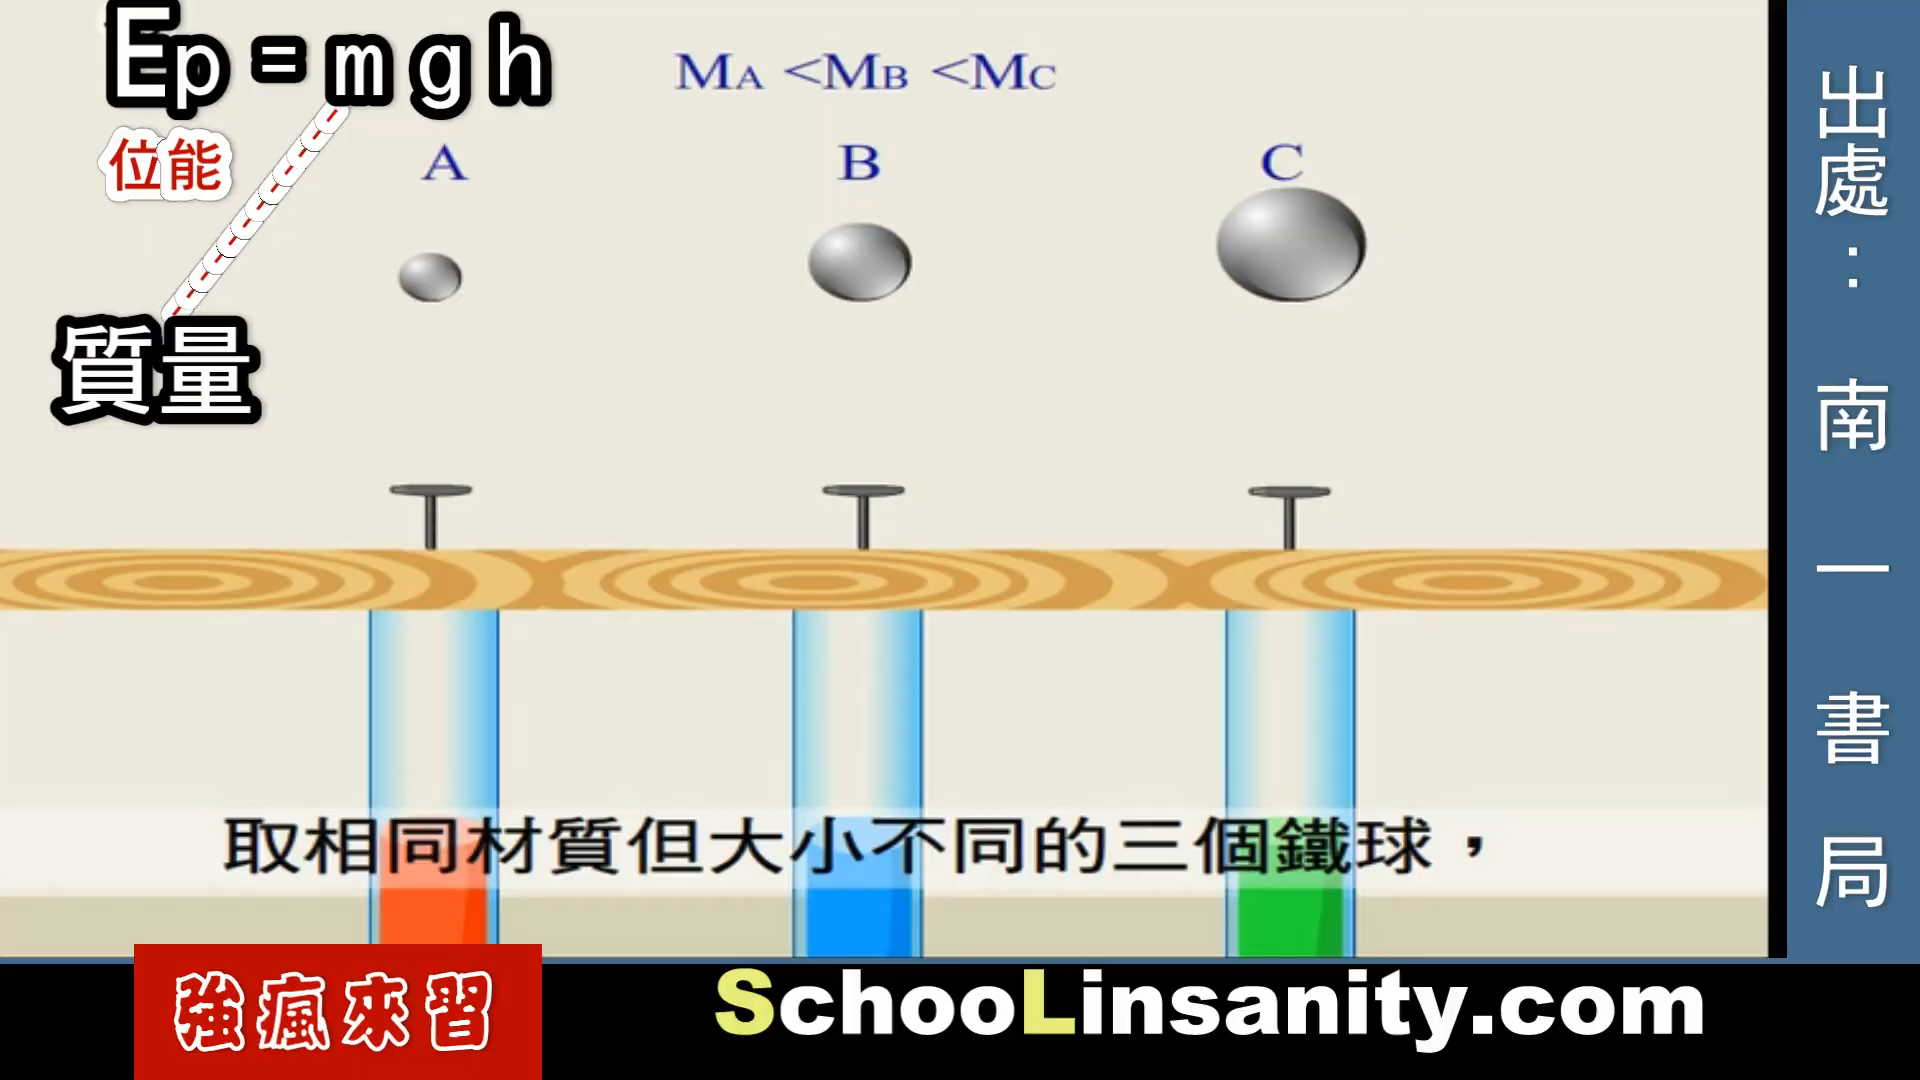 Ep=mgh
MA <MB <MC
位能
A
B
C
質量
取相同材質但大小不同的三個鐵球，
出處：南一書局
強瘋來習
SchooLinsanity.com